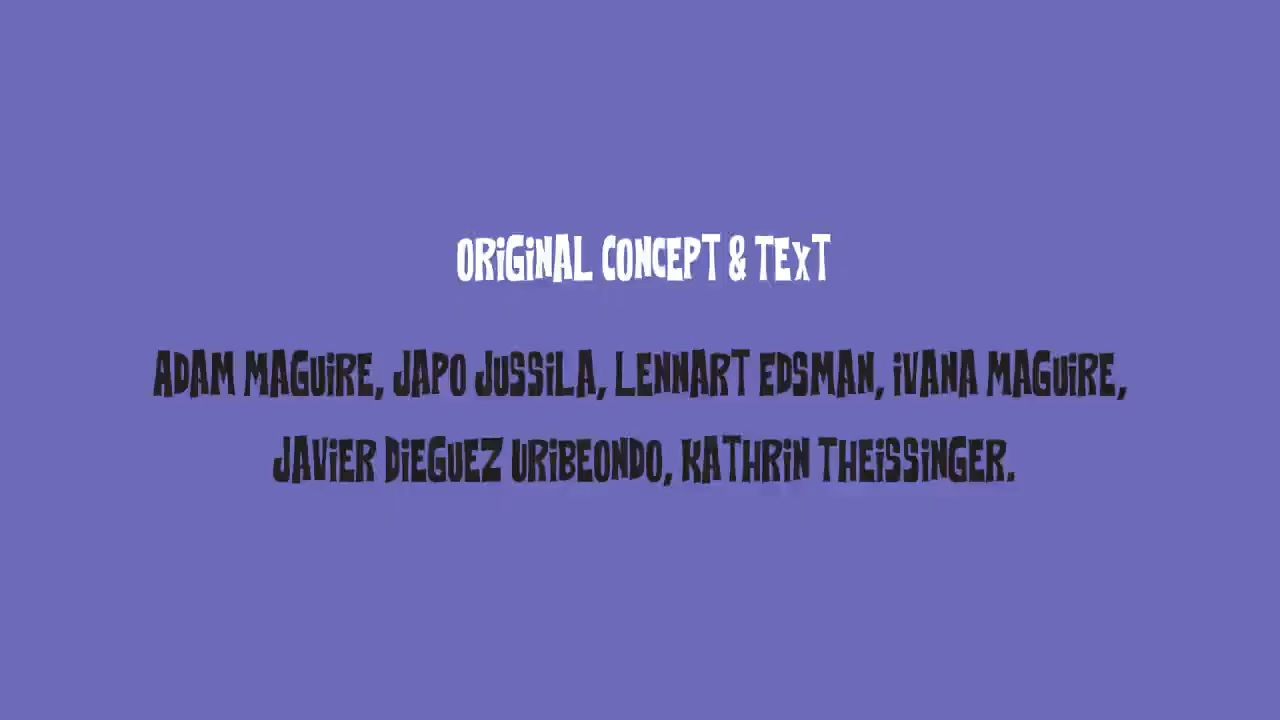 ORiGiNAL CONCEPT & TEXT
ADAM MAGUiRE, JAPO JUSSiLA, LENNART EDSMAN, iVANA MAGUiRE,
JAViER DiEGUEZ URiBEONDO, KATHRiN THEiSSiNGER.